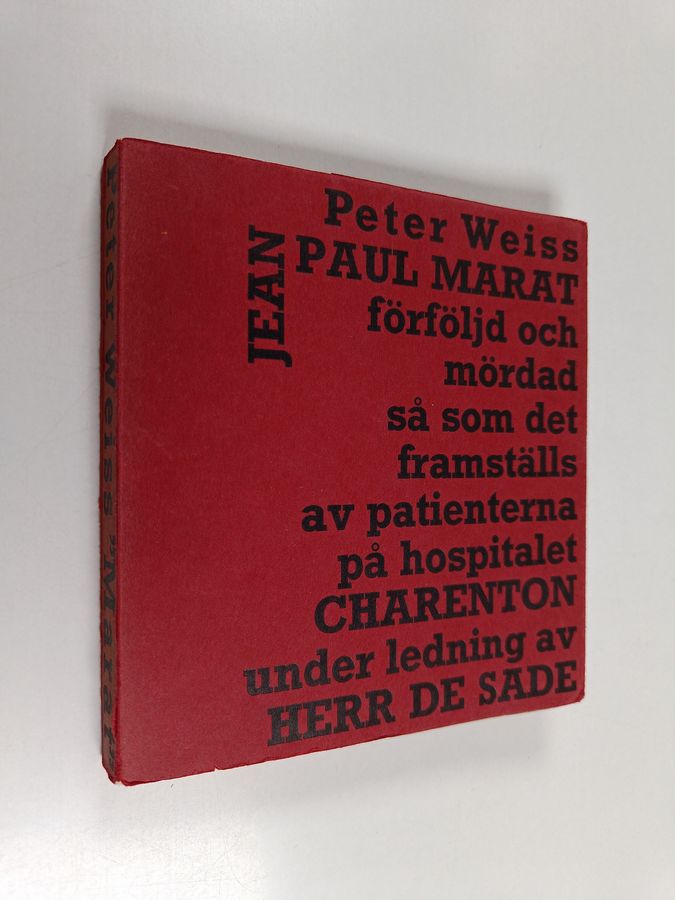 Peter Weiss
JEAN
PAUL MARAT
förföljd och
mördad
så som det
framställs
av patienterna
på hospitalet
CHARENTON
under ledning av
HERR DE SADE
Peter Weiss "Marat"